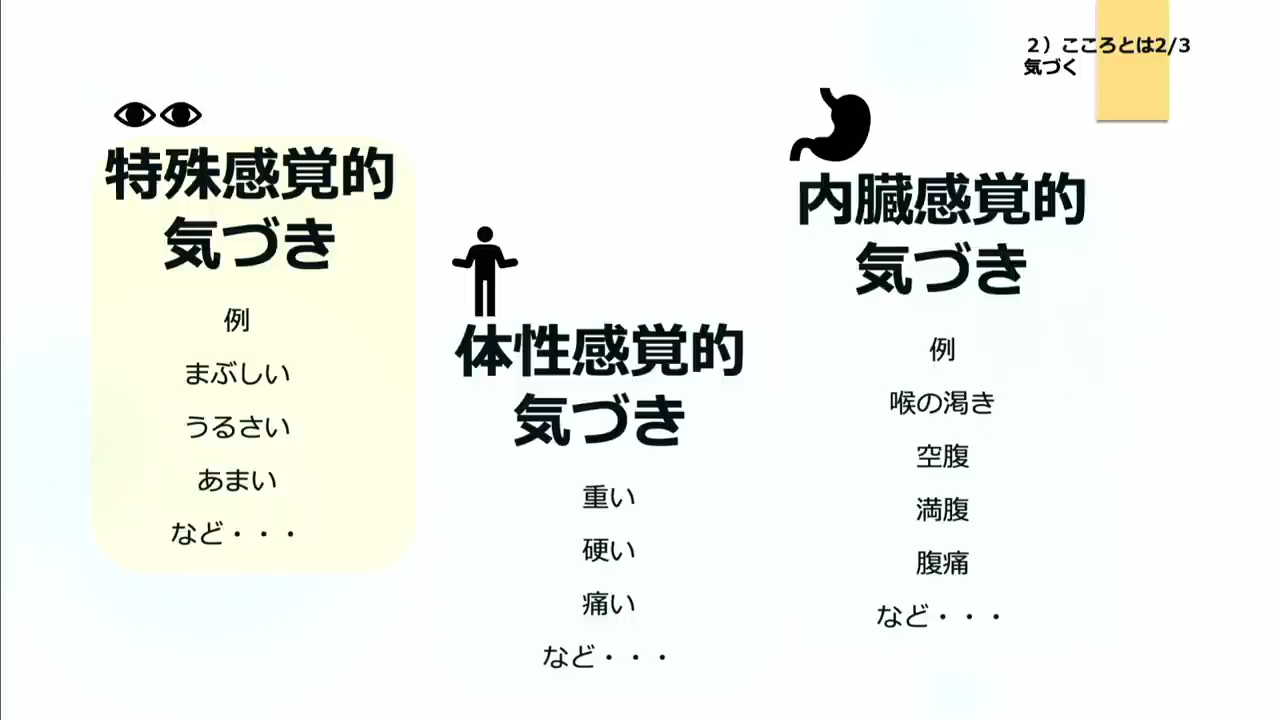 2）こころとは2/3
気づく
特殊感覚的
気づき
例
まぶしい
うるさい
あまい
など・・・
体性感覚的
気づき
重い
硬い
痛い
など・・・
内臓感覚的
気づき
例
喉の渇き
空腹
満腹
腹痛
など・・・